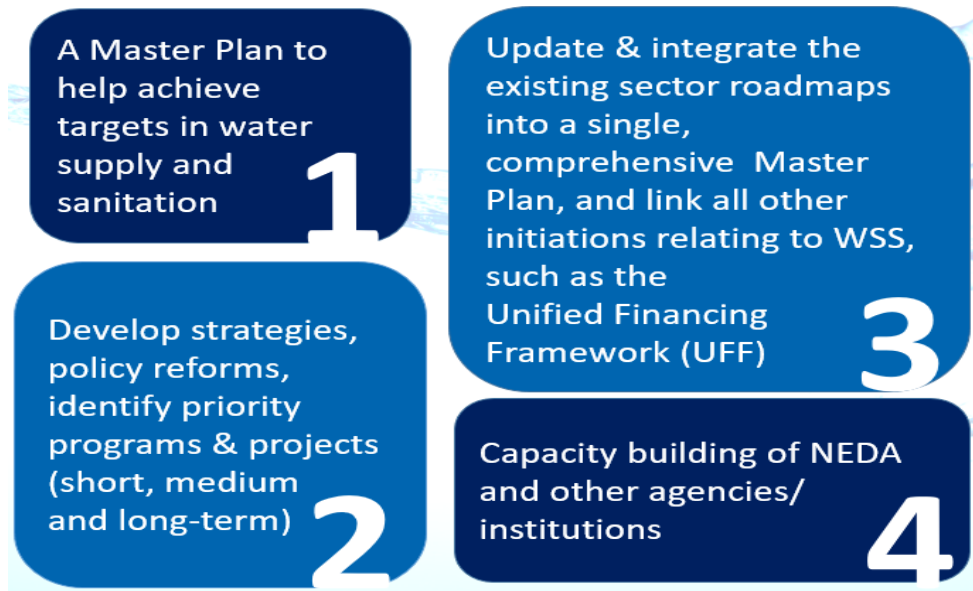 A Master Plan to
help achieve
targets in water
supply and
sanitation
1
Develop strategies,
policy reforms,
identify priority
programs & projects
(short, medium
and long-term)
2
Update & integrate the
existing sector roadmaps
into a single,
comprehensive Master
Plan, and link all other
initiations relating to WSS,
such as the
Unified Financing
Framework (UFF)
3
Capacity building of NEDA
and other agencies/
institutions
4